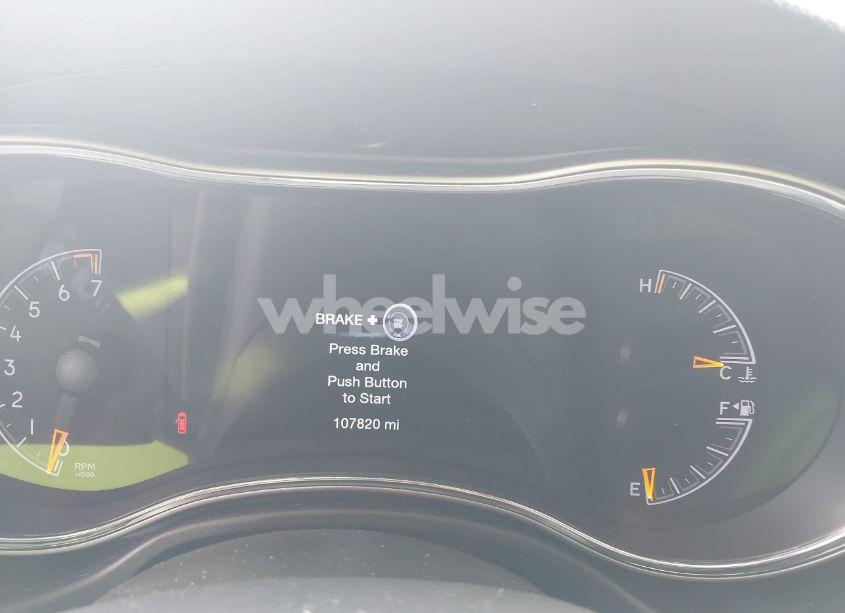 7
6
5
4
3
2
1
0
RPM
x1000
wheelwise
BRAKE +
Press Brake
and
Push Button
to Start
107820 mi
H
C
F
E